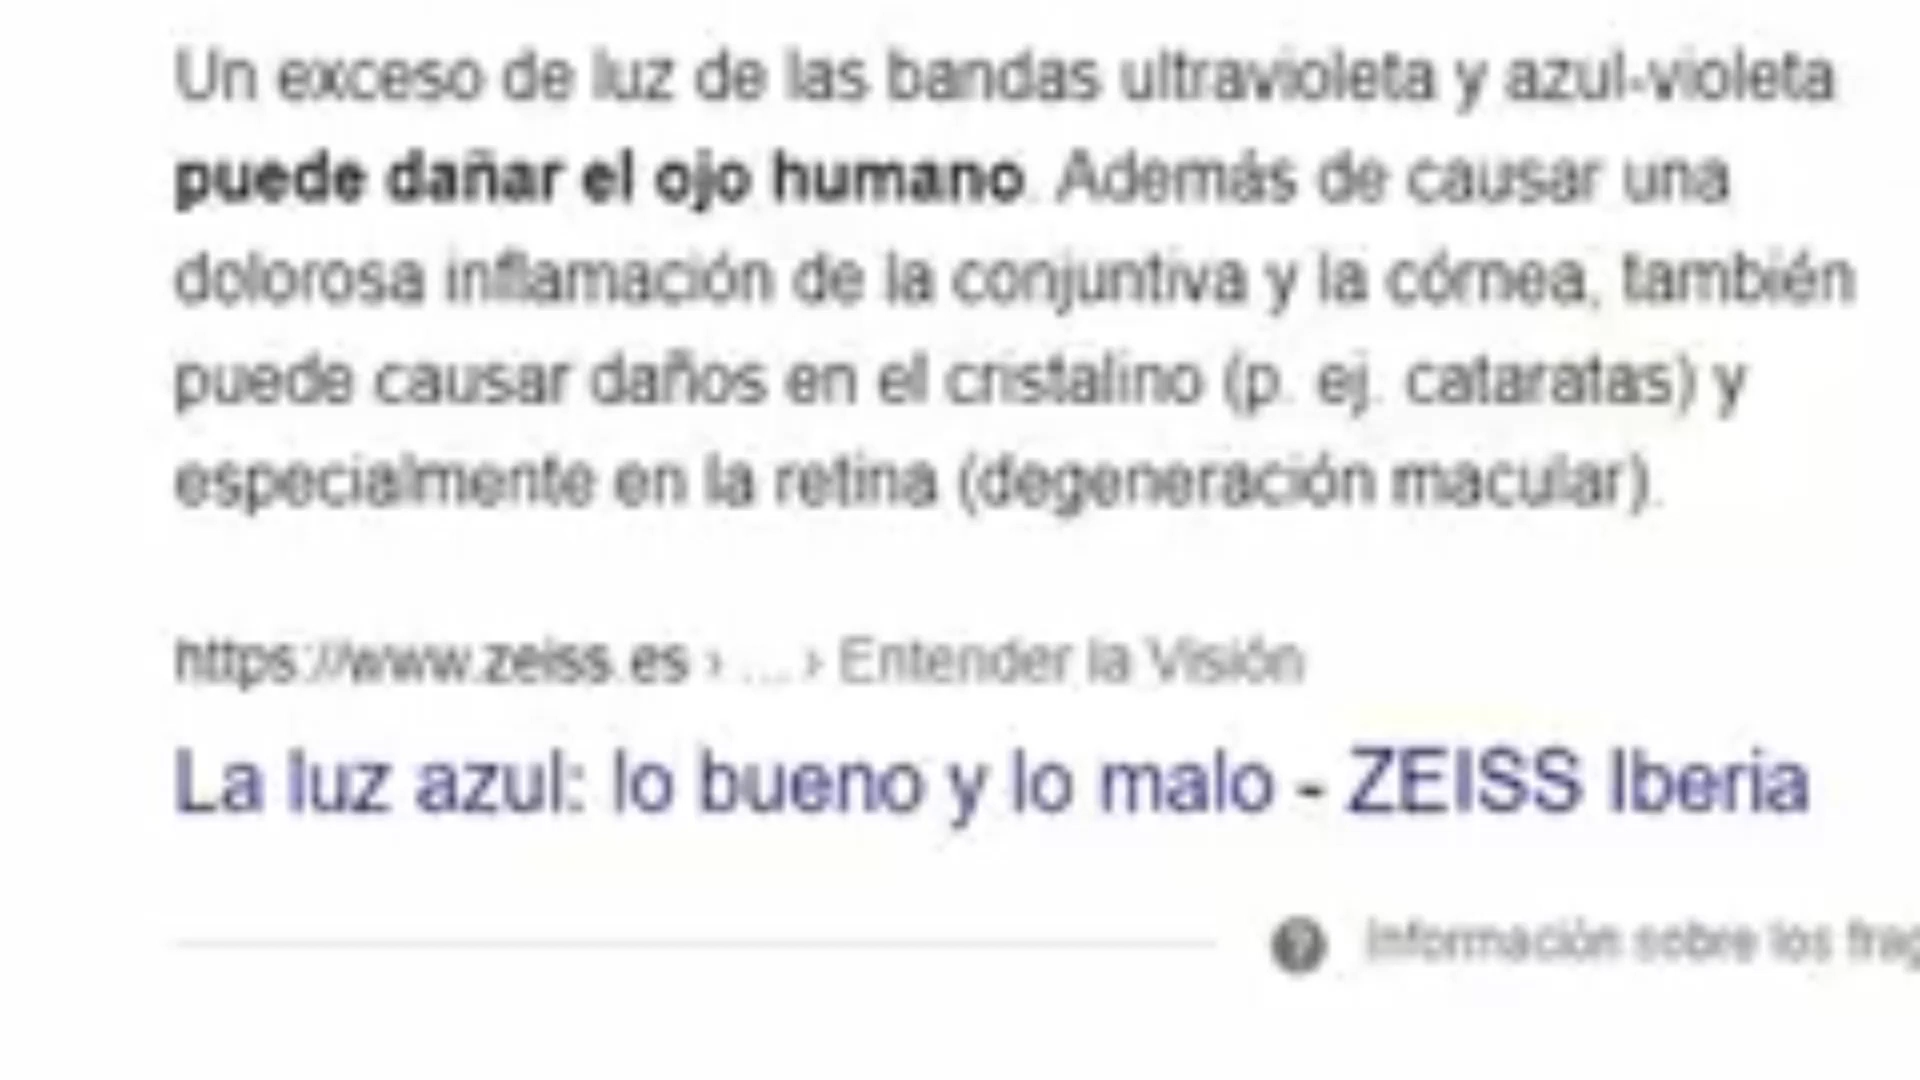 Un exceso de luz de las bandas ultravioleta y azul-violeta
puede dañar el ojo humano. Además de causar una
dolorosa inflamación de la conjuntiva y la córnea, también
puede causar daños en el cristalino (p. ej. cataratas) y
especialmente en la retina (degeneración macular).
https://www.zeiss.es › ... › Entender la Visión
La luz azul: lo bueno y lo malo - ZEISS Iberia
Información sobre los frag